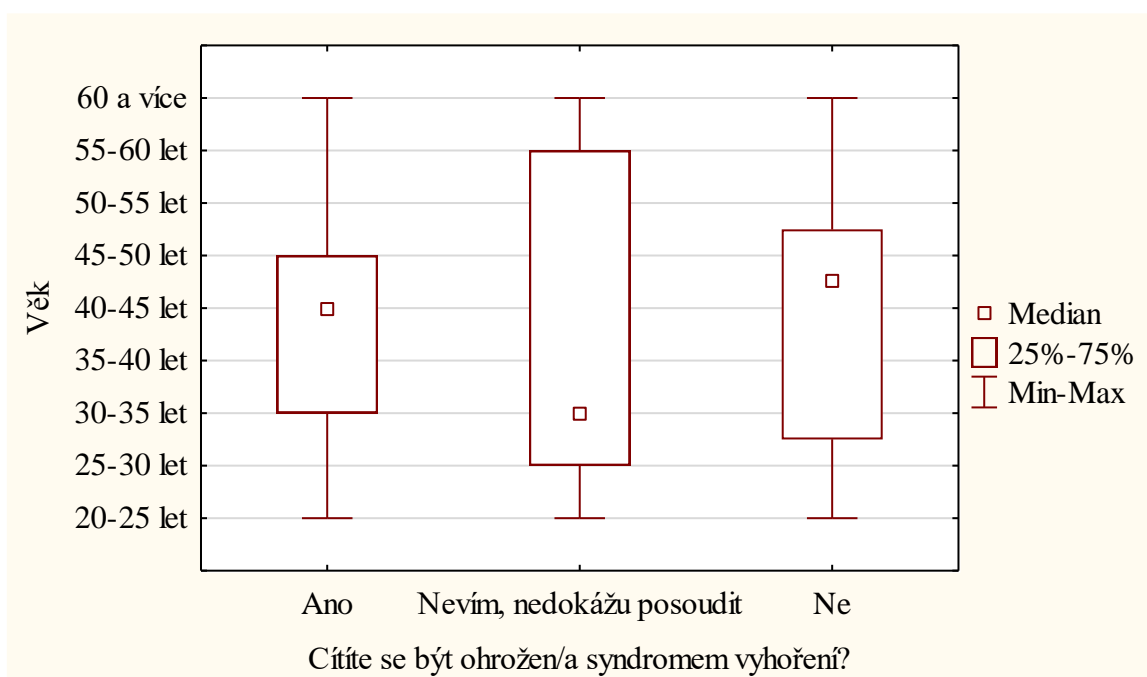 60 a více
55-60 let
50-55 let
45-50 let
40-45 let
35-40 let
30-35 let
25-30 let
20-25 let
Věk
Ano
Nevím, nedokážu posoudit
Ne
Cítíte se být ohrožen/a syndromem vyhoření?
Median
25%-75%
Min-Max